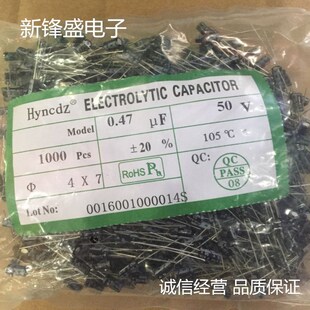 新锋盛电子
Hyncdz® ELECTROLYTIC CAPACITOR
Model 0.47 μF 50 V
1000 Pcs ±20 % 105 ℃
Φ 4 X 7 RoHS Pb QC: QC PASS 08
Lot No: 0016001000014S
诚信经营 品质保证